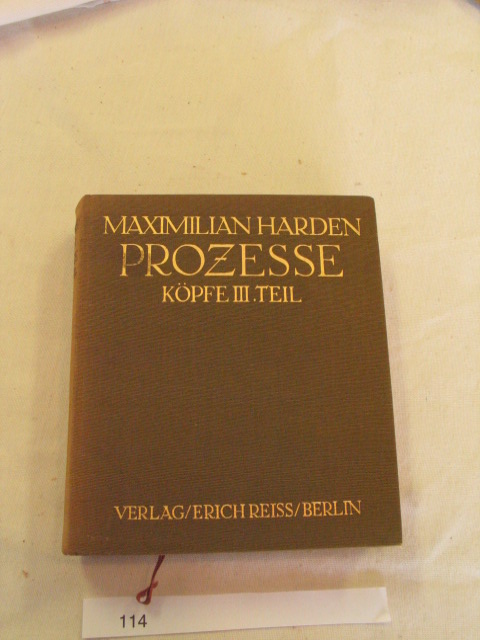 MAXIMILIAN HARDEN
PROZESSE
KÖPFE III.TEIL
VERLAG/ERICH REISS/BERLIN
114